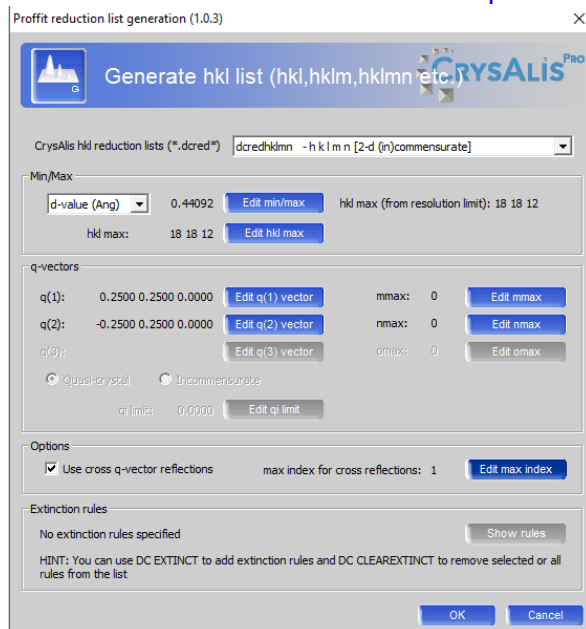 Proffit reduction list generation (1.0.3)
Generate hkl list (hkl,hklm,hklmn etc.)
CRYSALIS PRO
G
CrysAlis hkl reduction lists (*.dcred*) dcredhklmn - h k l m n [2-d (in)commensurate]
Min/Max
d-value (Ang) 0.44092 Edit min/max hkl max (from resolution limit): 18 18 12
hkl max: 18 18 12 Edit hkl max
q-vectors
q(1): 0.2500 0.2500 0.0000 Edit q(1) vector mmax: 0 Edit mmax
q(2): -0.2500 0.2500 0.0000 Edit q(2) vector nmax: 0 Edit nmax
q(3): Edit q(3) vector omax: 0 Edit omax
Quasi-crystal Incommensurate
qi limit: 0.0000 Edit qi limit
Options
Use cross q-vector reflections max index for cross reflections: 1 Edit max index
Extinction rules
No extinction rules specified Show rules
HINT: You can use DC EXTINCT to add extinction rules and DC CLEAREXTINCT to remove selected or all
rules from the list
OK Cancel